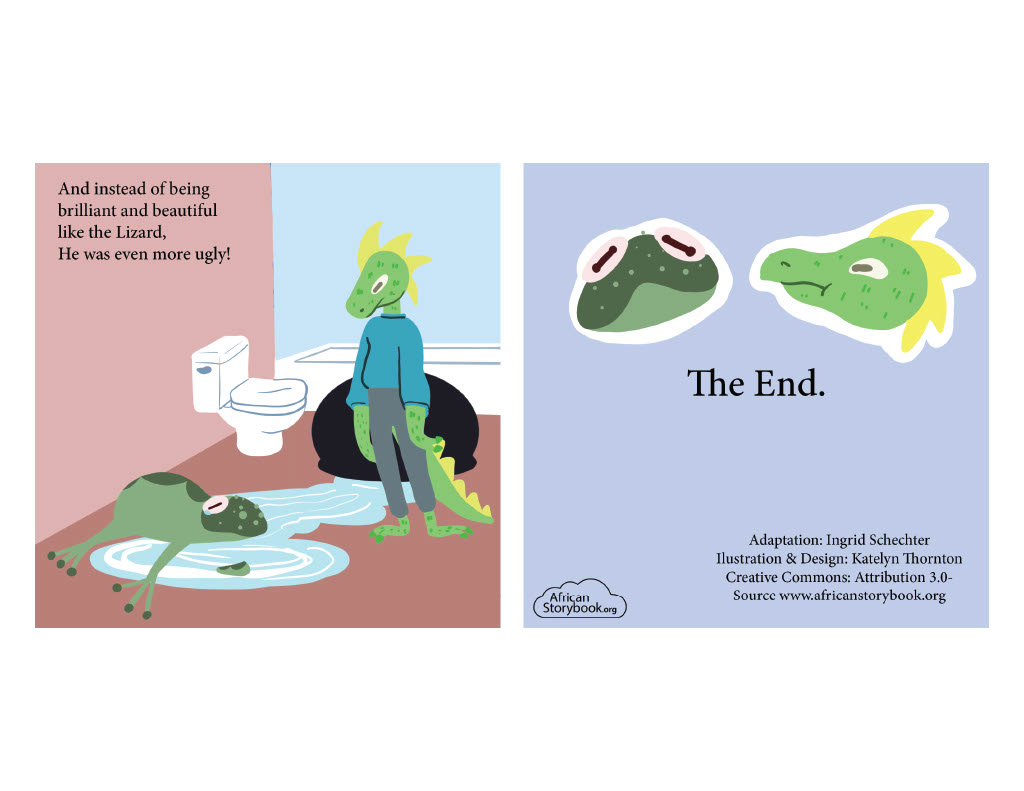 And instead of being
brilliant and beautiful
like the Lizard,
He was even more ugly!
The End.
Adaptation: Ingrid Schechter
Ilustration & Design: Katelyn Thornton
Creative Commons: Attribution 3.0-
Source www.africanstorybook.org
African
Storybook.org